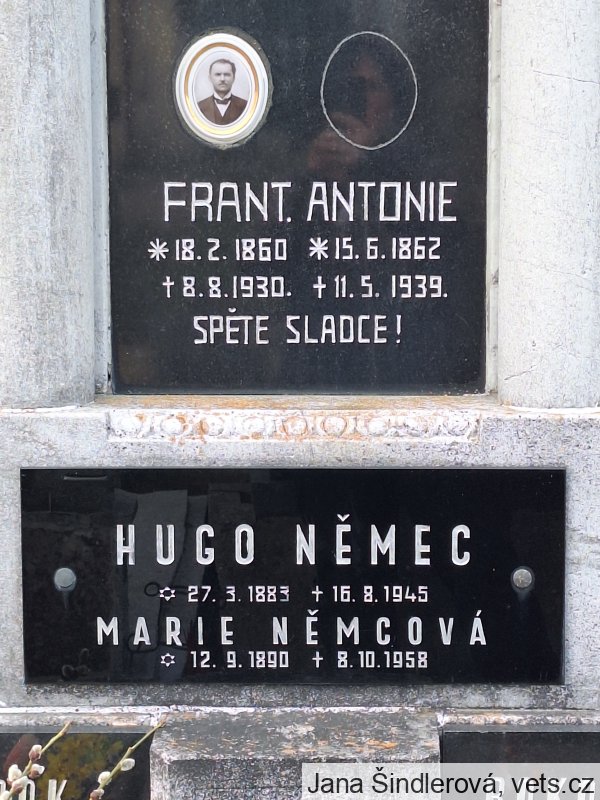 FRANT. ANTONIE
*18. 2. 1860 *15. 6. 1862
†8. 8. 1930. †11. 5. 1939.
SPĚTE SLADCE!
HUGO NĚMEC
✡ 27. 3. 1883 † 16. 8. 1945
MARIE NĚMCOVÁ
✡ 12. 9. 1890 † 8. 10. 1958
Jana Šindlerová, vets.cz